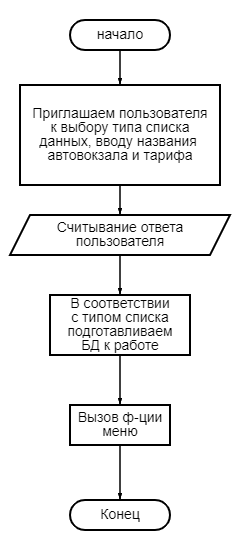 начало
Приглашаем пользователя
к выбору типа списка
данных, вводу названия
автовокзала и тарифа
Считывание ответа
пользователя
В соответствии
с типом списка
подготавливаем
БД к работе
Вызов ф-ции
меню
Конец